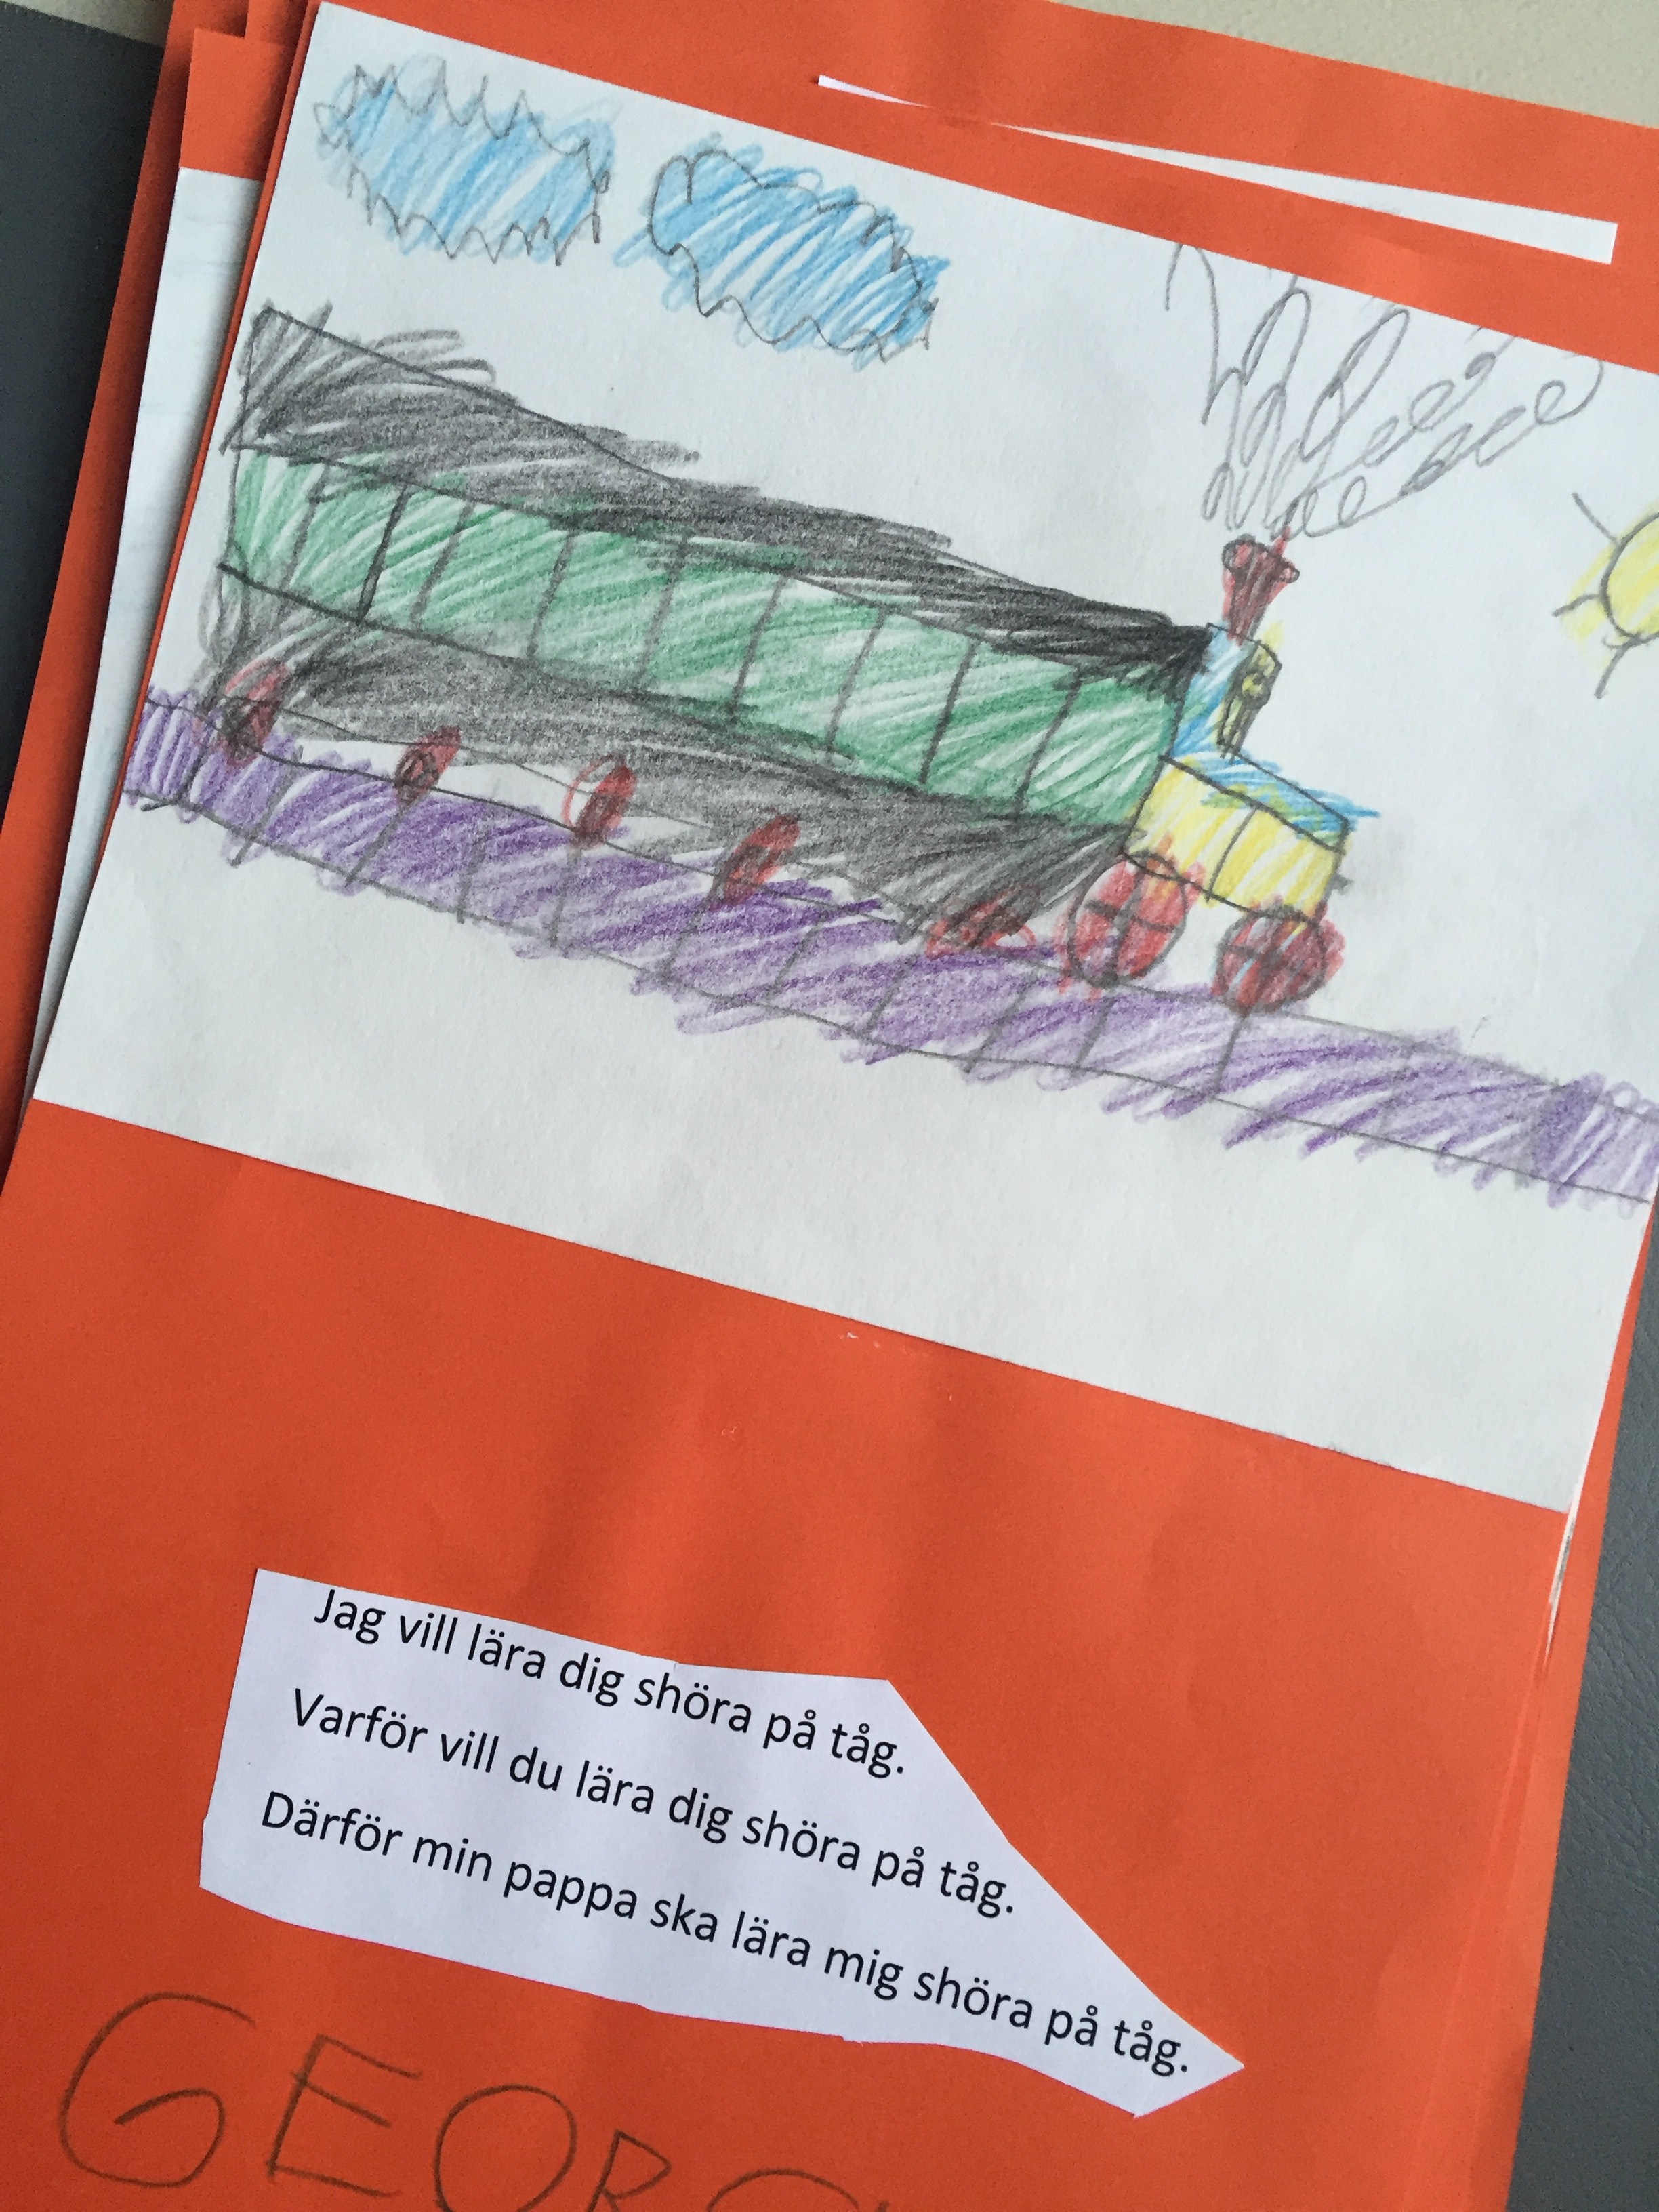 Jag vill lära dig shöra på tåg.
Varför vill du lära dig shöra på tåg.
Därför min pappa ska lära mig shöra på tåg.
GEORG